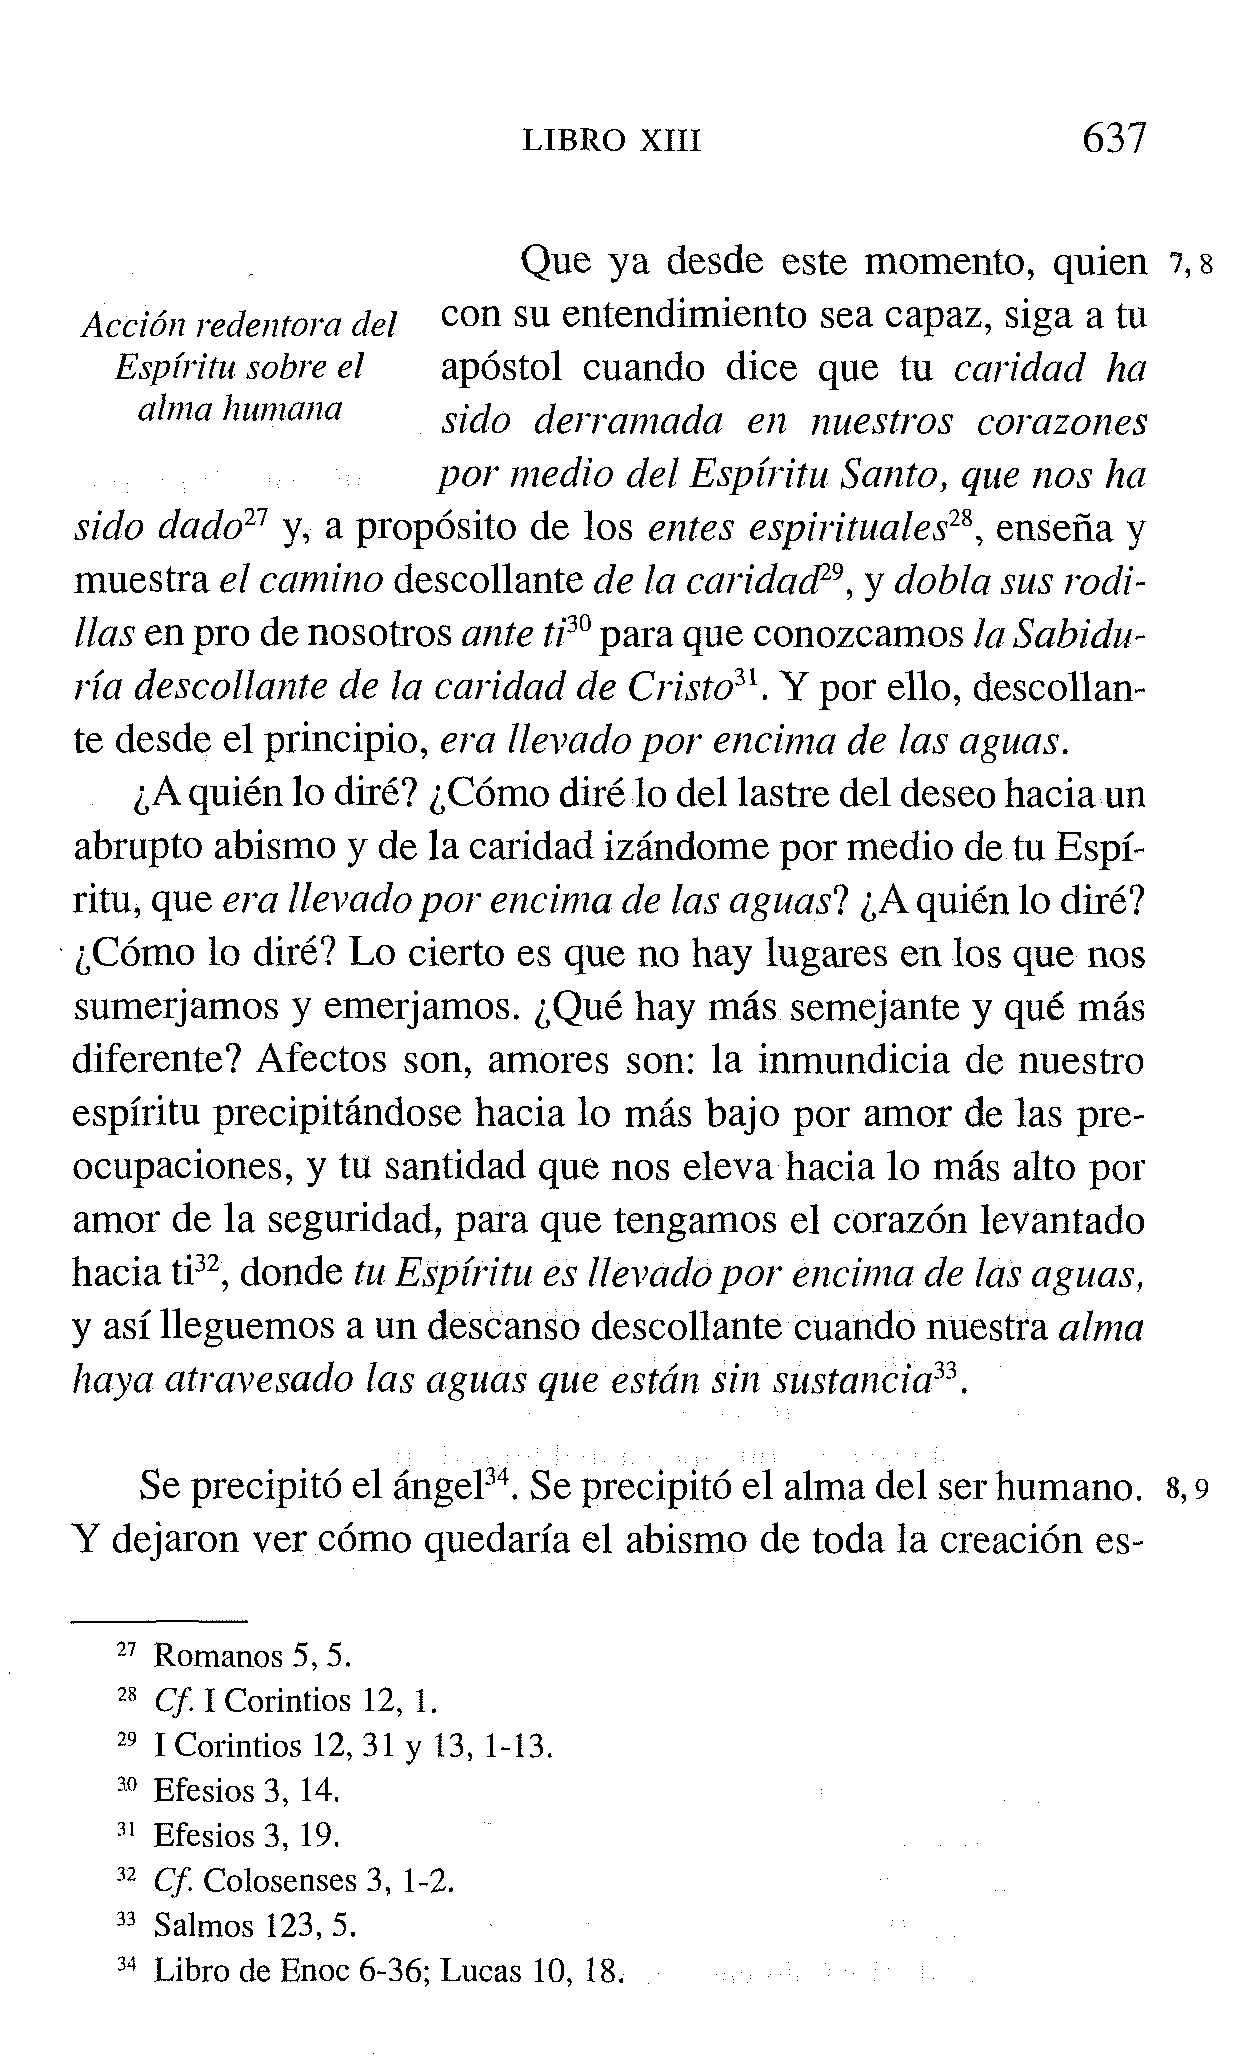 LIBRO XIII 637
Que ya desde este momento, quien 7, 8
Acción redentora del
Espíritu sobre el
alma humana
con su entendimiento sea capaz, siga a tu
apóstol cuando dice que tu caridad ha
sido derramada en nuestros corazones
por medio del Espíritu Santo, que nos ha
sido dado²⁷ y, a propósito de los entes espirituales²⁸, enseña y
muestra el camino descollante de la caridad²⁹, y dobla sus rodi-
llas en pro de nosotros ante ti³⁰ para que conozcamos la Sabidu-
ría descollante de la caridad de Cristo³¹. Y por ello, descollan-
te desde el principio, era llevado por encima de las aguas.
¿A quién lo diré? ¿Cómo diré lo del lastre del deseo hacia un
abrupto abismo y de la caridad izándome por medio de tu Espí-
ritu, que era llevado por encima de las aguas? ¿A quién lo diré?
¿Cómo lo diré? Lo cierto es que no hay lugares en los que nos
sumerjamos y emerjamos. ¿Qué hay más semejante y qué más
diferente? Afectos son, amores son: la inmundicia de nuestro
espíritu precipitándose hacia lo más bajo por amor de las pre-
ocupaciones, y tu santidad que nos eleva hacia lo más alto por
amor de la seguridad, para que tengamos el corazón levantado
hacia ti³², donde tu Espíritu es llevado por encima de las aguas,
y así lleguemos a un descanso descollante cuando nuestra alma
haya atravesado las aguas que están sin sustancia³³.
Se precipitó el ángel³⁴. Se precipitó el alma del ser humano. 8, 9
Y dejaron ver cómo quedaría el abismo de toda la creación es-
²⁷ Romanos 5, 5.
²⁸ Cf. I Corintios 12, 1.
²⁹ I Corintios 12, 31 y 13, 1-13.
³⁰ Efesios 3, 14.
³¹ Efesios 3, 19.
³² Cf. Colosenses 3, 1-2.
³³ Salmos 123, 5.
³⁴ Libro de Enoc 6-36; Lucas 10, 18.